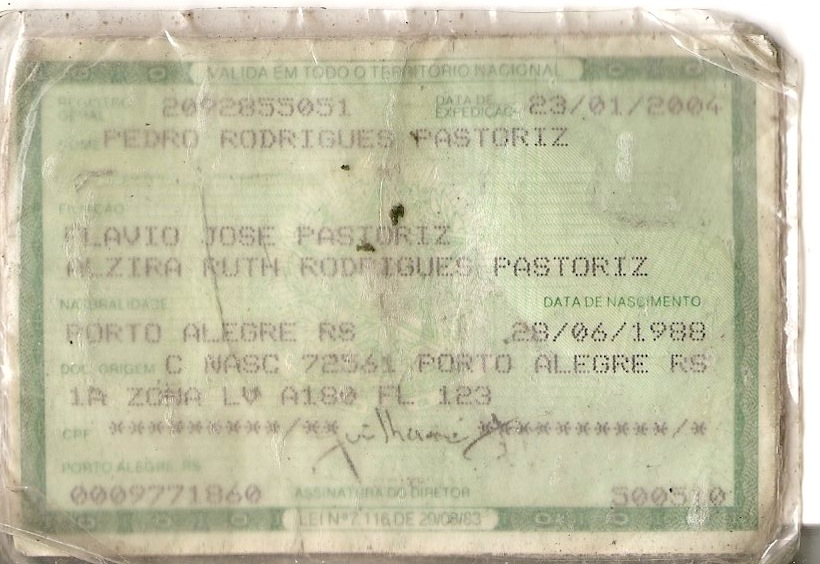 VALIDA EM TODO O TERRITÓRIO NACIONAL
REGISTRO GERAL 2092855051 DATA DE EXPEDIÇÃO 23/01/2004
NOME PEDRO RODRIGUES PASTORIZ
FILIAÇÃO
FLAVIO JOSE PASTORIZ
ALZIRA RUTH RODRIGUES PASTORIZ
NATURALIDADE DATA DE NASCIMENTO
PORTO ALEGRE RS 28/06/1988
DOC ORIGEM C NASC 72561 PORTO ALEGRE RS
1A ZONA LV A180 FL 123
CPF *********/** *********/*
PORTO ALEGRE, RS
0009771860 ASSINATURA DO DIRETOR 500510
LEI Nº 7.116 DE 29/08/83